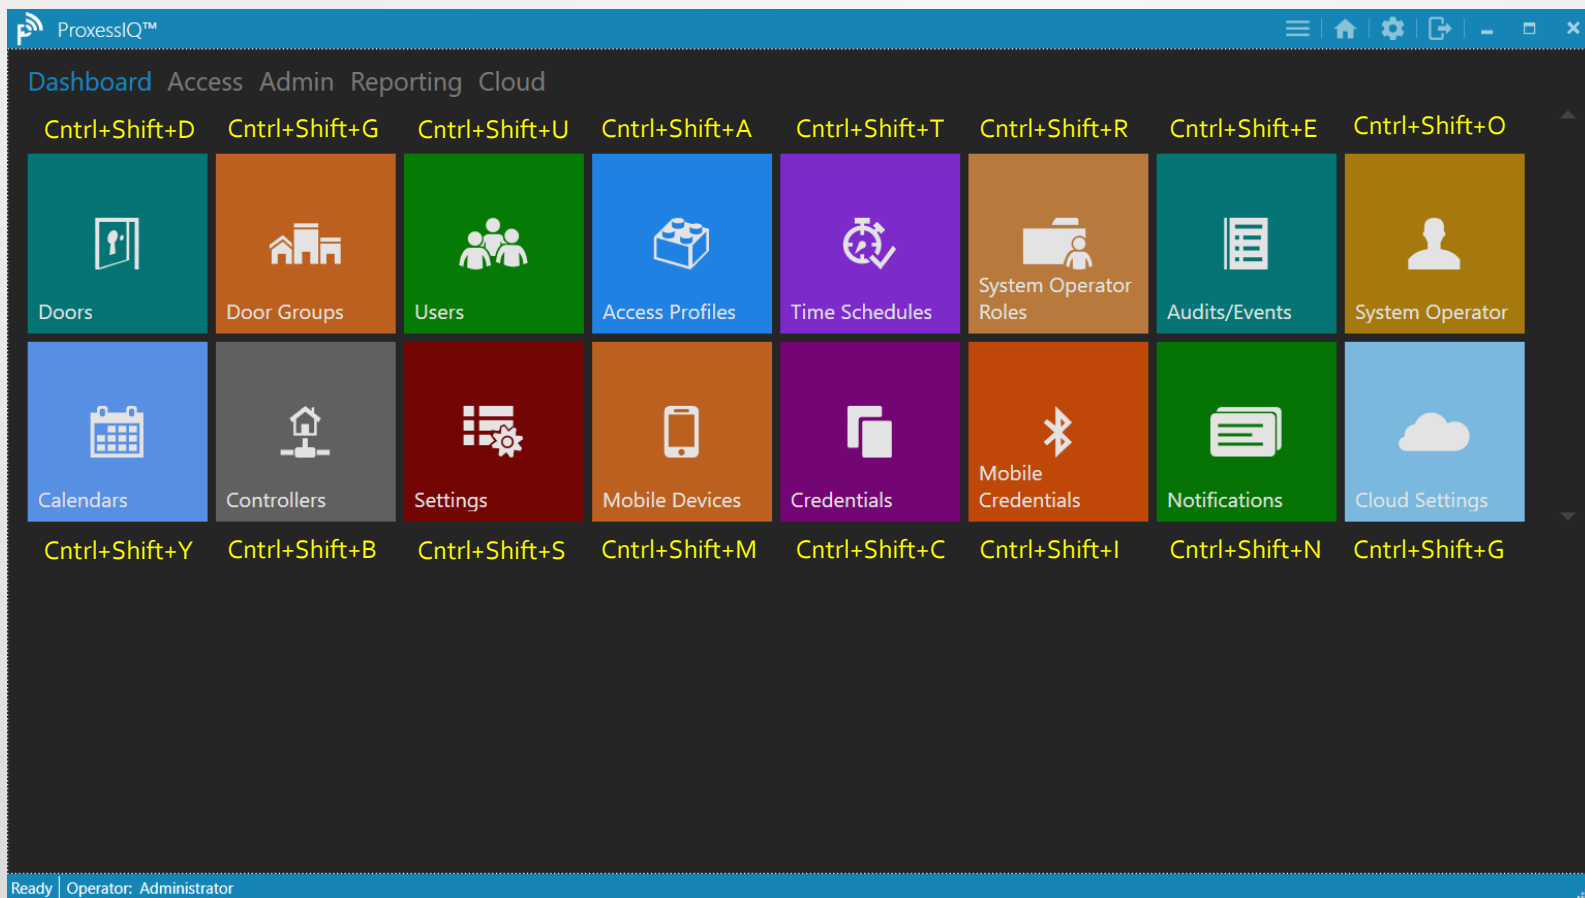 ProxessIQ™
Dashboard Access Admin Reporting Cloud
Cntrl+Shift+D Cntrl+Shift+G Cntrl+Shift+U Cntrl+Shift+A Cntrl+Shift+T Cntrl+Shift+R Cntrl+Shift+E Cntrl+Shift+O
Doors
Door Groups
Users
Access Profiles
Time Schedules
System Operator
Roles
Audits/Events
System Operator
Calendars
Controllers
Settings
Mobile Devices
Credentials
Mobile
Credentials
Notifications
Cloud Settings
Cntrl+Shift+Y Cntrl+Shift+B Cntrl+Shift+S Cntrl+Shift+M Cntrl+Shift+C Cntrl+Shift+I Cntrl+Shift+N Cntrl+Shift+G
Ready Operator: Administrator